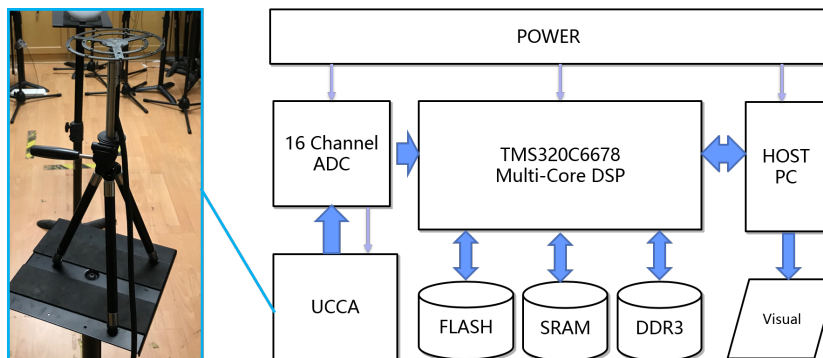 POWER
16 Channel
ADC
TMS320C6678
Multi-Core DSP
HOST
PC
UCCA
FLASH
SRAM
DDR3
Visual